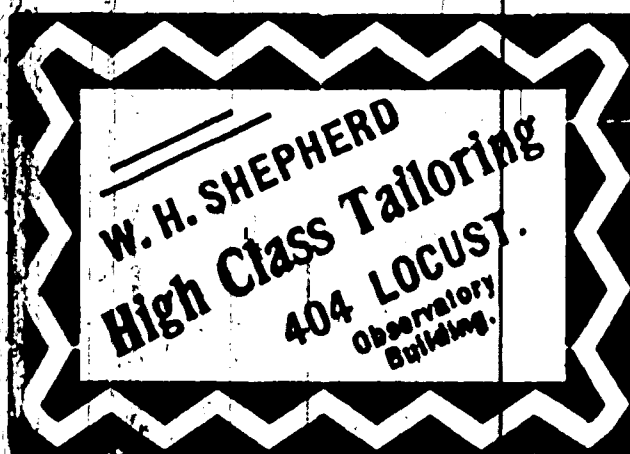 W. H. SHEPHERD
High Class Tailoring
404 LOCUST.
Observatory
Building.